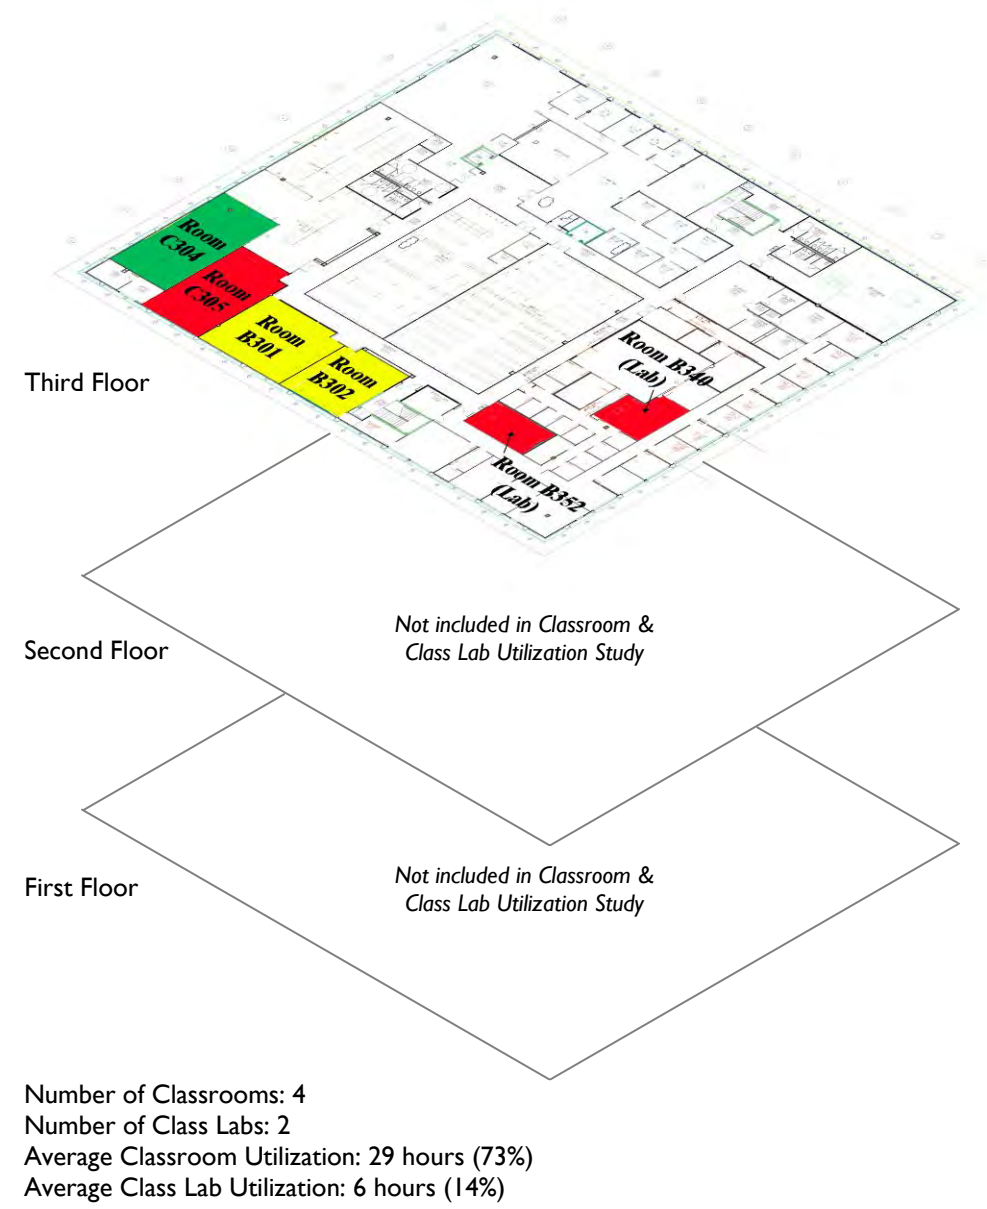 Room
C304
Room
C305
Room
B301
Room
B302
Room B340
(Lab)
Third Floor
Room B352
(Lab)
Not included in Classroom &
Class Lab Utilization Study
Second Floor
Not included in Classroom &
Class Lab Utilization Study
First Floor
Number of Classrooms: 4
Number of Class Labs: 2
Average Classroom Utilization: 29 hours (73%)
Average Class Lab Utilization: 6 hours (14%)